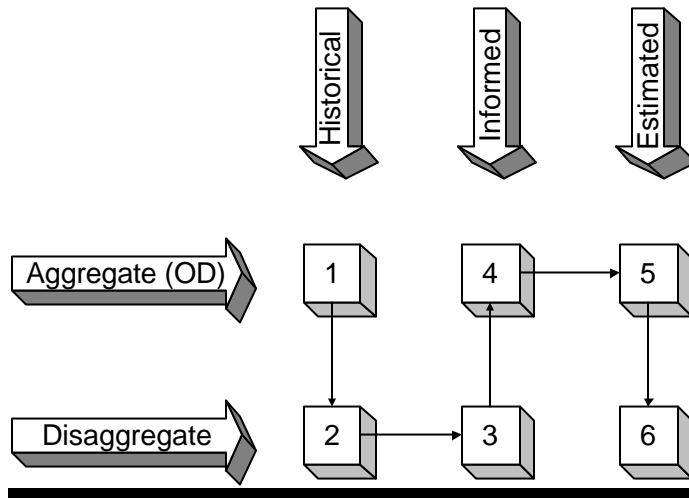 Historical
Informed
Estimated
Aggregate (OD)
1
4
5
Disaggregate
2
3
6